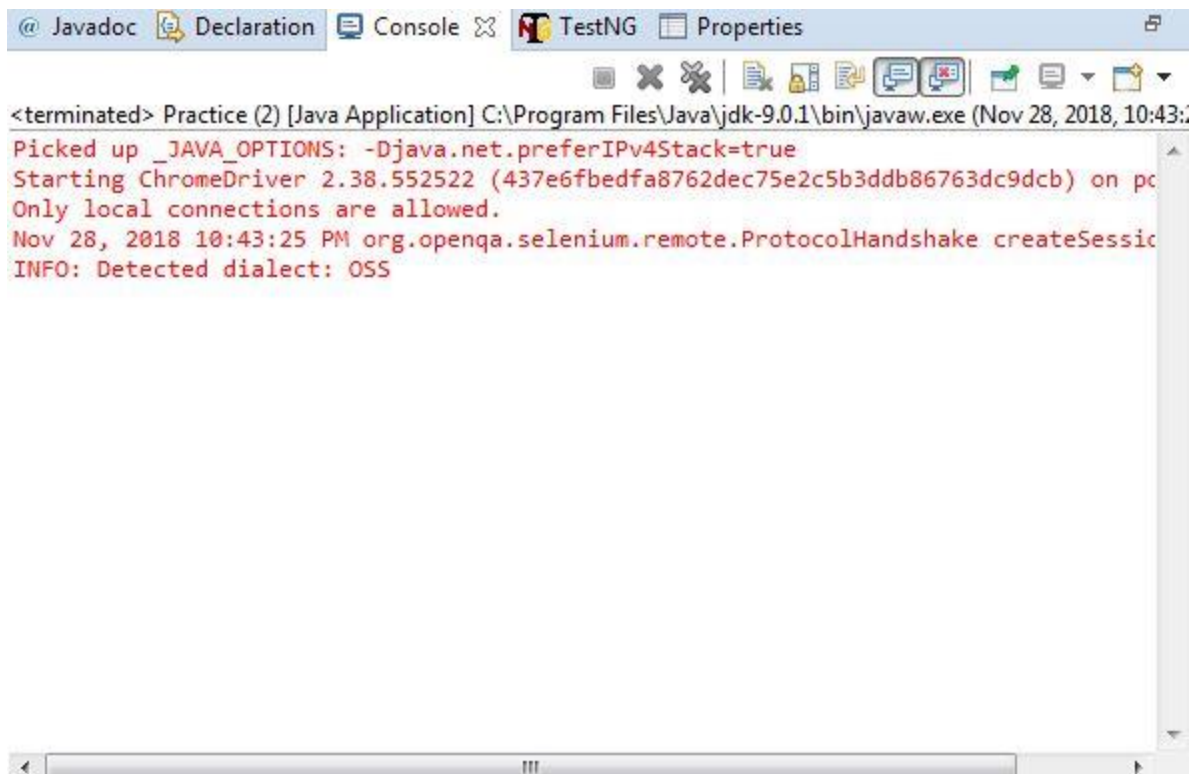 @ Javadoc Declaration Console TestNG Properties
<terminated> Practice (2) [Java Application] C:\Program Files\Java\jdk-9.0.1\bin\javaw.exe (Nov 28, 2018, 10:43:2
Picked up _JAVA_OPTIONS: -Djava.net.preferIPv4Stack=true
Starting ChromeDriver 2.38.552522 (437e6fbedfa8762dec75e2c5b3ddb86763dc9dcb) on po
Only local connections are allowed.
Nov 28, 2018 10:43:25 PM org.openqa.selenium.remote.ProtocolHandshake createSessio
INFO: Detected dialect: OSS